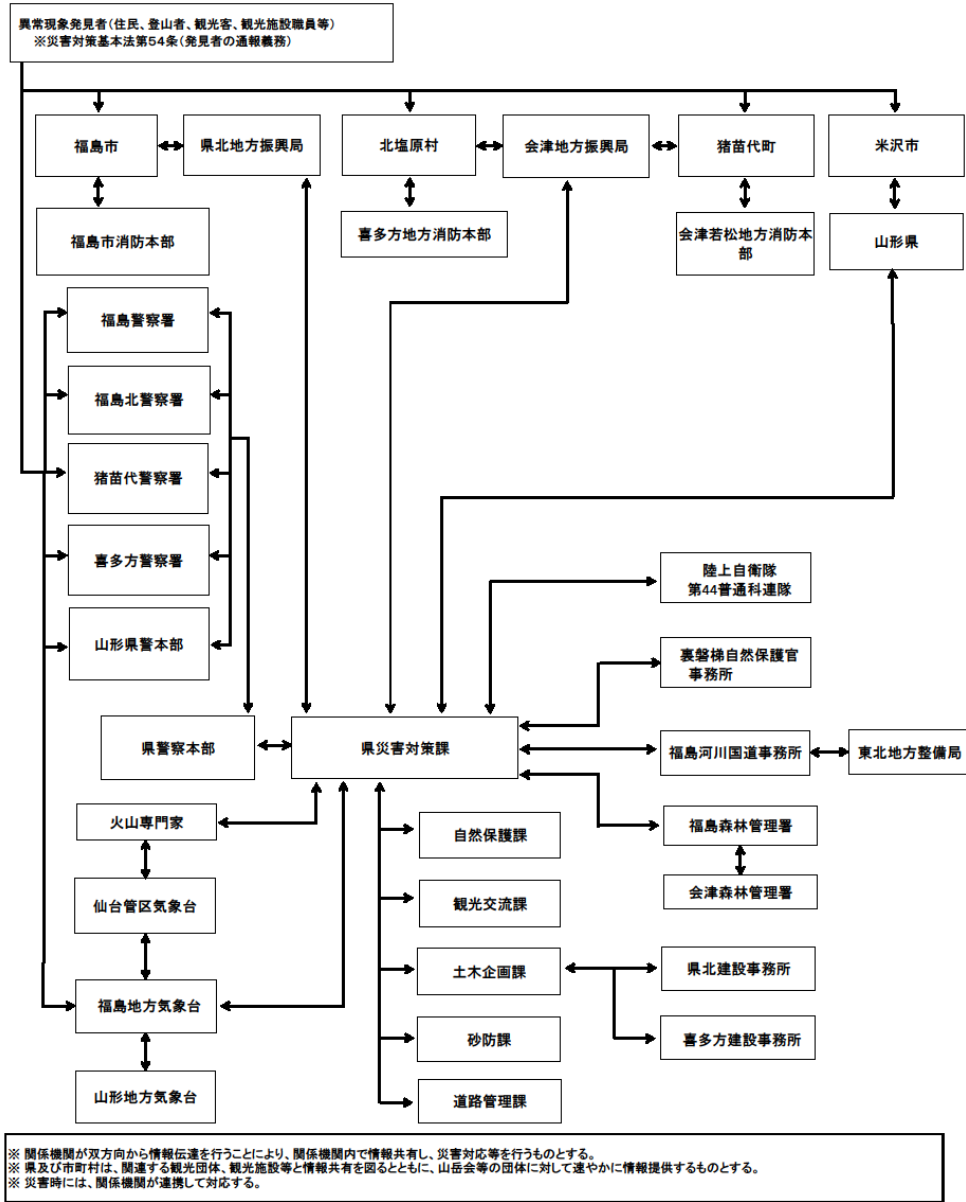 異常現象発見者(住民、登山者、観光客、観光施設職員等)
※災害対策基本法第54条(発見者の通報義務)
福島市
県北地方振興局
北塩原村
会津地方振興局
猪苗代町
米沢市
福島市消防本部
喜多方地方消防本部
会津若松地方消防本
部
山形県
福島警察署
福島北警察署
猪苗代警察署
喜多方警察署
山形県警本部
陸上自衛隊
第44普通科連隊
裏磐梯自然保護官
事務所
県警察本部
県災害対策課
福島河川国道事務所
東北地方整備局
火山専門家
自然保護課
福島森林管理署
仙台管区気象台
観光交流課
会津森林管理署
福島地方気象台
土木企画課
県北建設事務所
砂防課
喜多方建設事務所
山形地方気象台
道路管理課
※ 関係機関が双方向から情報伝達を行うことにより、関係機関内で情報共有し、災害対応等を行うものとする。
※ 県及び市町村は、関連する観光団体、観光施設等と情報共有を図るとともに、山岳会等の団体に対して速やかに情報提供するものとする。
※ 災害時には、関係機関が連携して対応する。